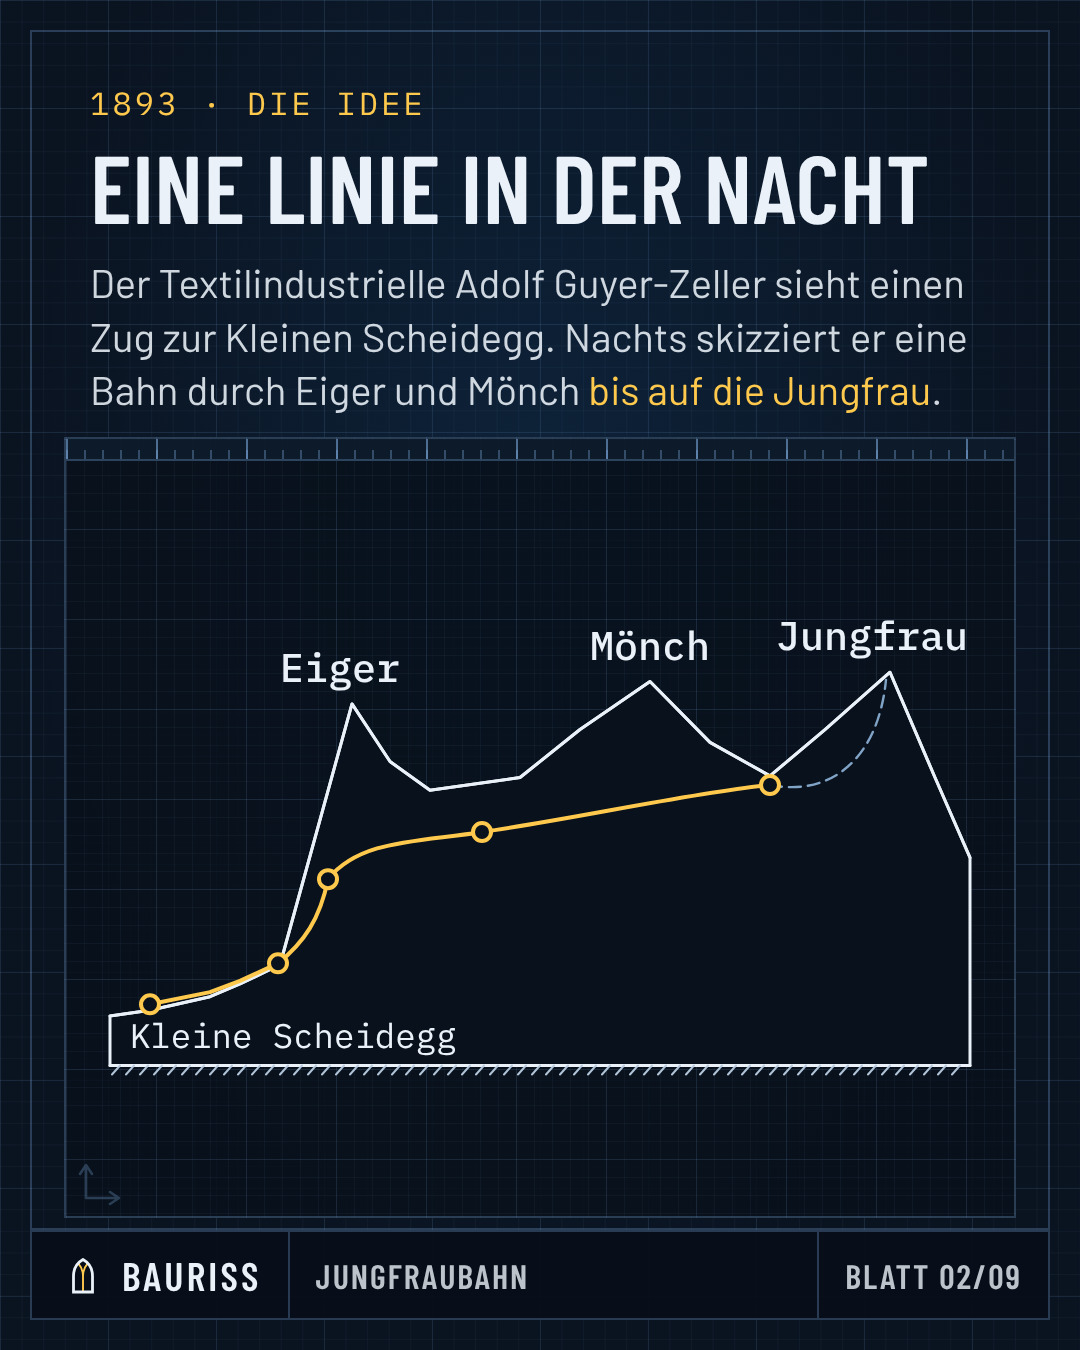 1893 · DIE IDEE
EINE LINIE IN DER NACHT
Der Textilindustrielle Adolf Guyer-Zeller sieht einen
Zug zur Kleinen Scheidegg. Nachts skizziert er eine
Bahn durch Eiger und Mönch bis auf die Jungfrau.
Jungfrau
Mönch
Eiger
Kleine Scheidegg
BAURISS
JUNGFRAUBAHN
BLATT 02/09